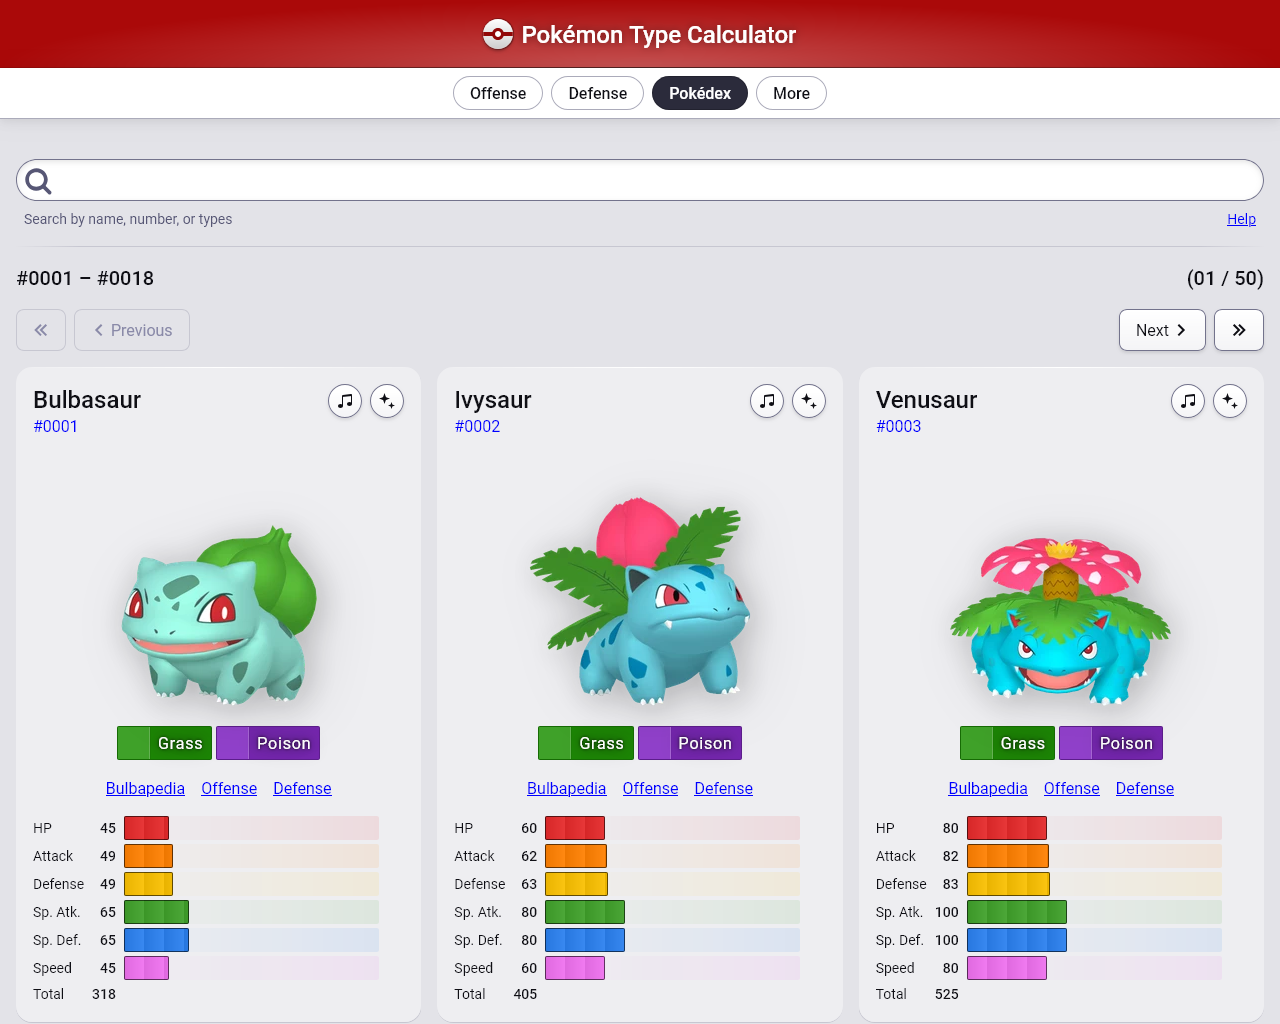 Pokémon Type Calculator
Offense Defense Pokédex More
Search by name, number, or types Help
#0001 – #0018 (01 / 50)
Previous Next
Bulbasaur
#0001
Grass Poison
Bulbapedia Offense Defense
HP 45
Attack 49
Defense 49
Sp. Atk. 65
Sp. Def. 65
Speed 45
Total 318
Ivysaur
#0002
Grass Poison
Bulbapedia Offense Defense
HP 60
Attack 62
Defense 63
Sp. Atk. 80
Sp. Def. 80
Speed 60
Total 405
Venusaur
#0003
Grass Poison
Bulbapedia Offense Defense
HP 80
Attack 82
Defense 83
Sp. Atk. 100
Sp. Def. 100
Speed 80
Total 525